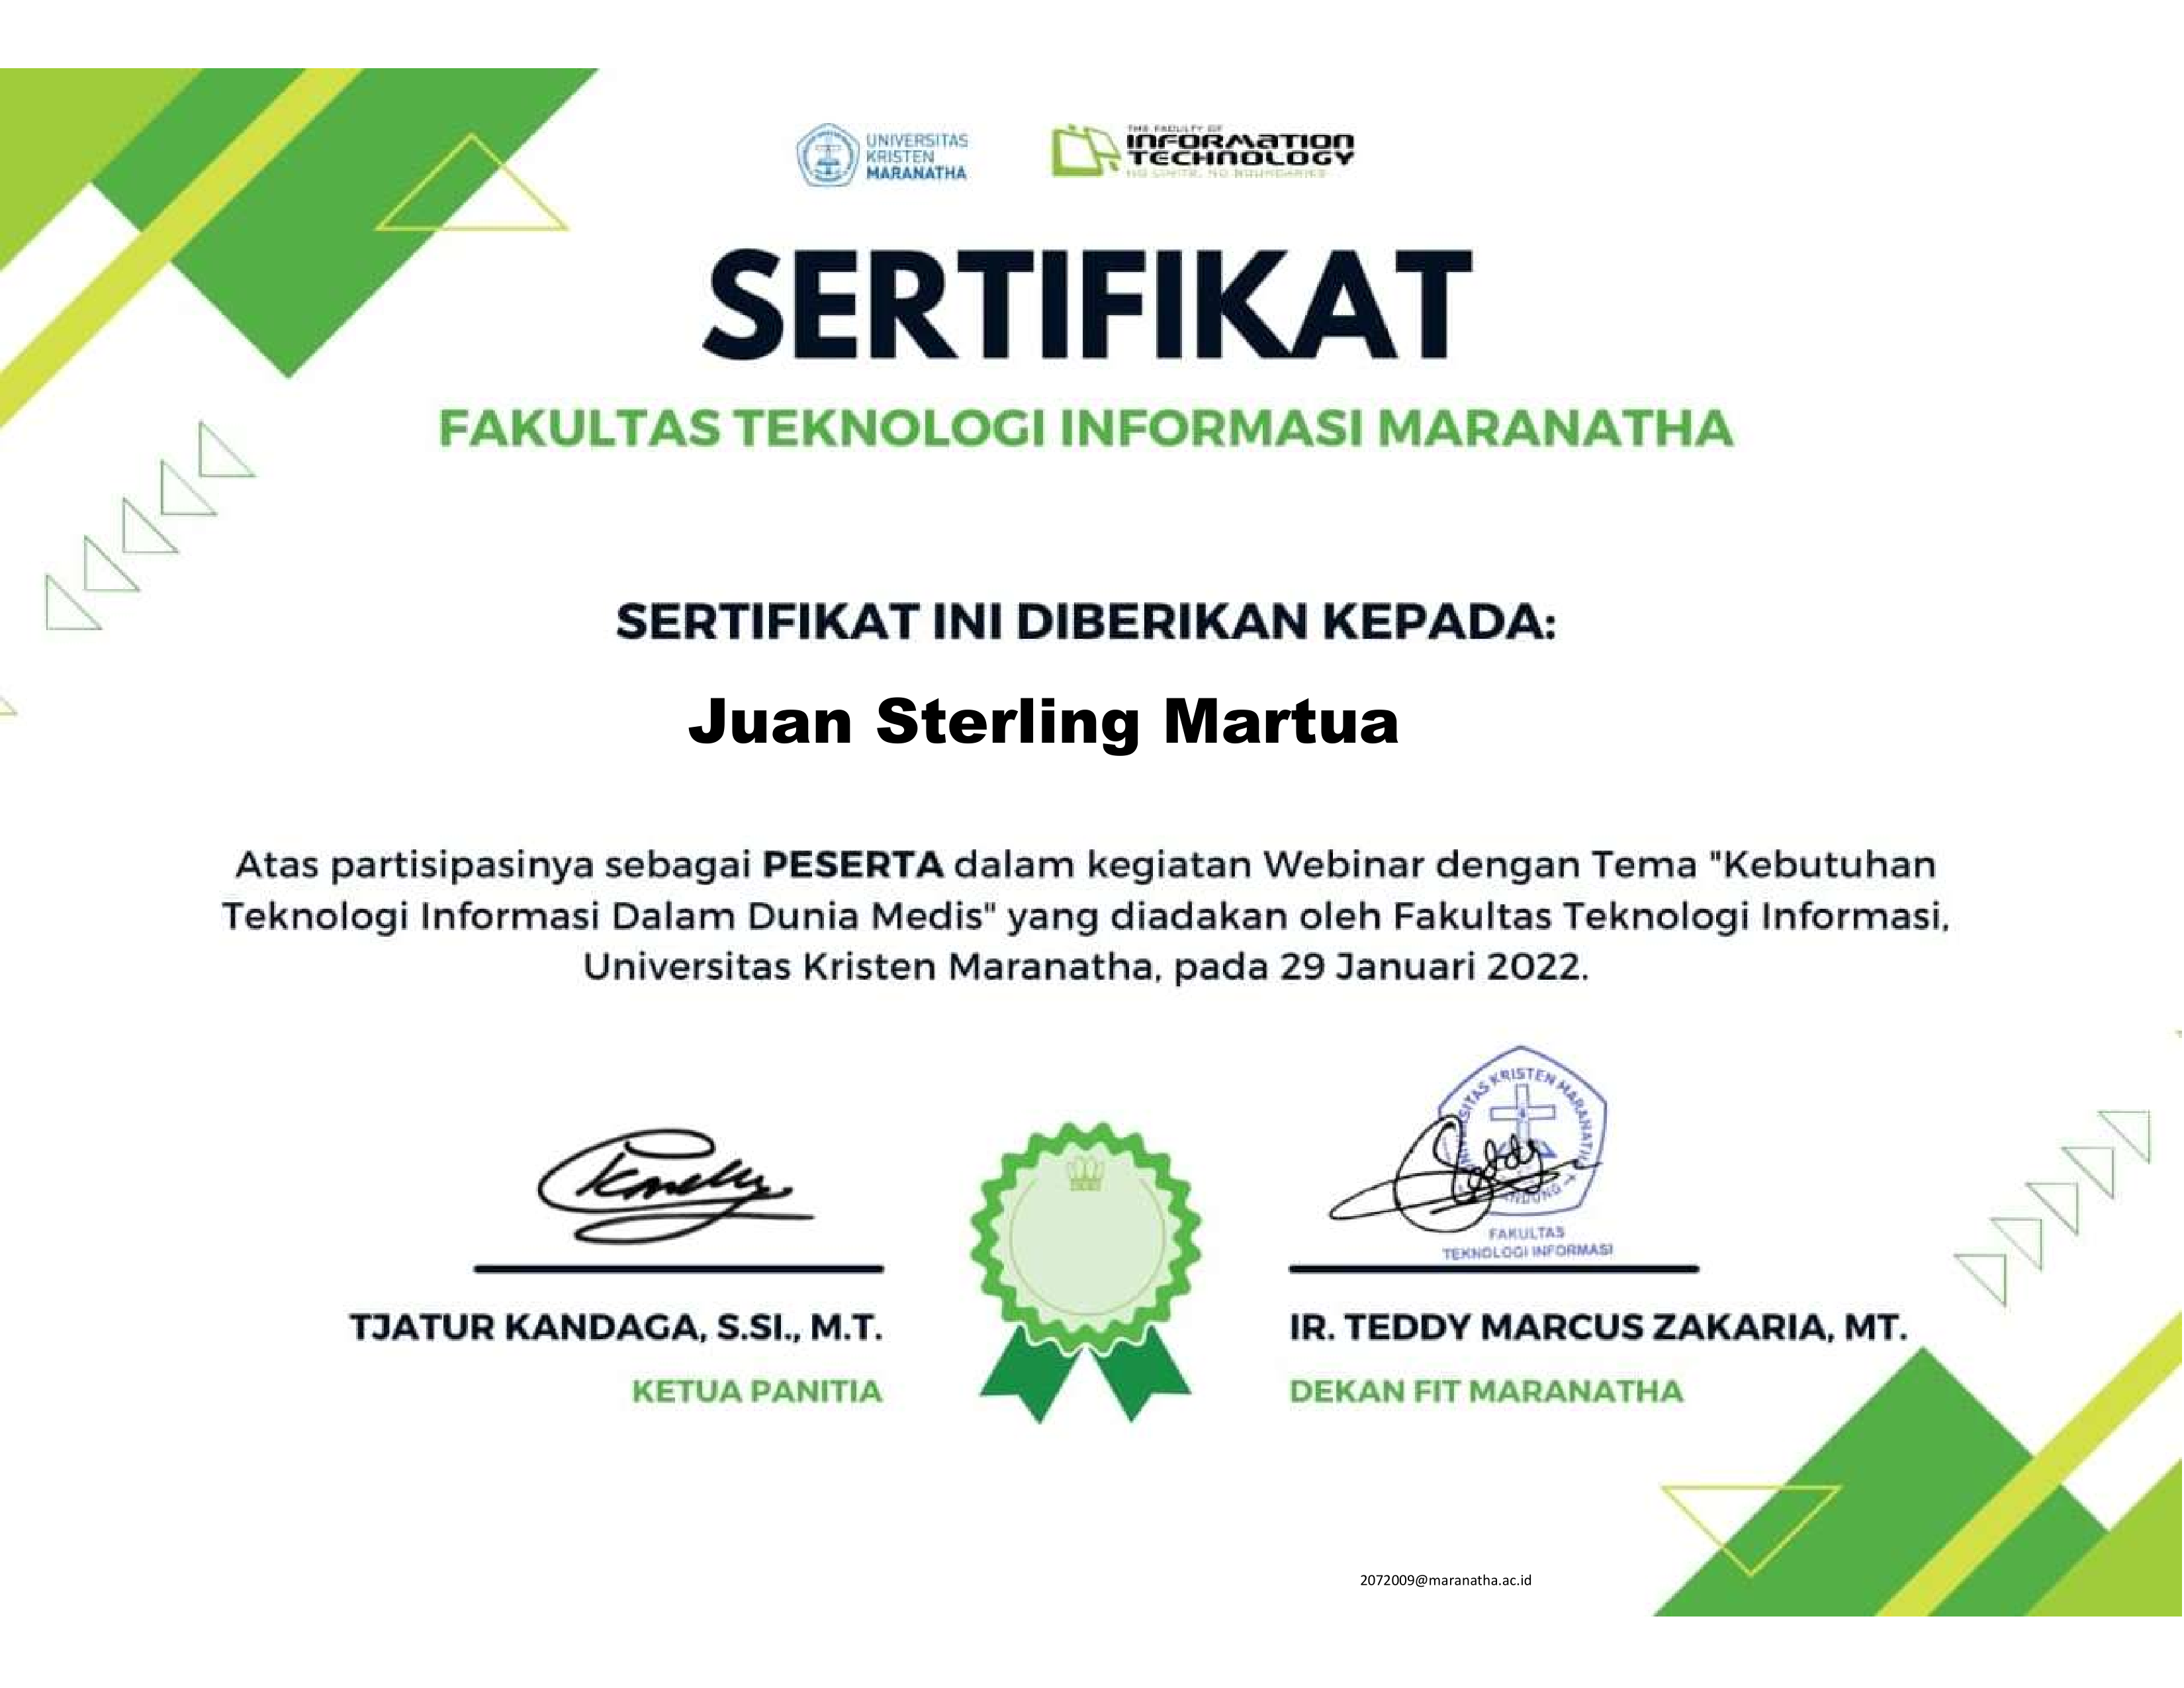 UNIVERSITAS
KRISTEN
MARANATHA
THE FACULTY OF
INFORMATION
TECHNOLOGY
NO LIMITS, NO BOUNDARIES
SERTIFIKAT
FAKULTAS TEKNOLOGI INFORMASI MARANATHA
SERTIFIKAT INI DIBERIKAN KEPADA:
Juan Sterling Martua
Atas partisipasinya sebagai PESERTA dalam kegiatan Webinar dengan Tema "Kebutuhan
Teknologi Informasi Dalam Dunia Medis" yang diadakan oleh Fakultas Teknologi Informasi,
Universitas Kristen Maranatha, pada 29 Januari 2022.
KRISTEN MARANATHA
FAKULTAS
TEKNOLOGI INFORMASI
TJATUR KANDAGA, S.SI., M.T.
KETUA PANITIA
IR. TEDDY MARCUS ZAKARIA, MT.
DEKAN FIT MARANATHA
2072009@maranatha.ac.id